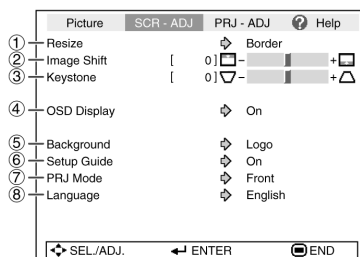 Picture SCR - ADJ PRJ - ADJ ? Help
① Resize Border
② Image Shift [ 0 ] – +
③ Keystone [ 0 ] – +
④ OSD Display On
⑤ Background Logo
⑥ Setup Guide On
⑦ PRJ Mode Front
⑧ Language English
SEL./ADJ. ENTER END